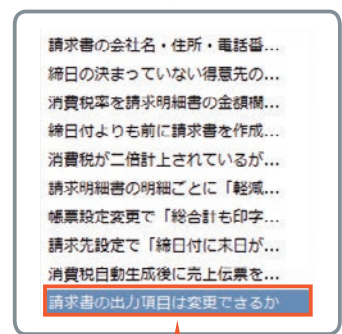 請求書の会社名・住所・電話番...
締日の決まっていない得意先の...
消費税率を請求明細書の金額欄...
締日付よりも前に請求書を作成...
消費税が二倍計上されているが...
請求明細書の明細ごとに「軽減...
帳票設定変更で「総合計も印字...
請求先設定で「締日付に末日が...
消費税自動生成後に売上伝票を...
請求書の出力項目は変更できるか